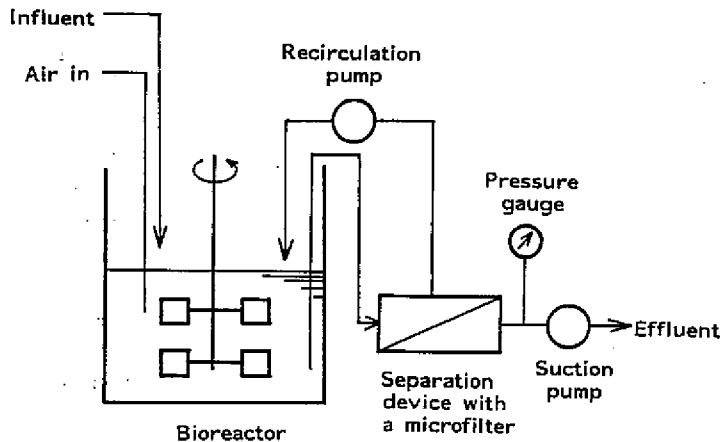 Influent
Air in
Recirculation
pump
Pressure
gauge
Effluent
Suction
pump
Separation
device with
a microfilter
Bioreactor